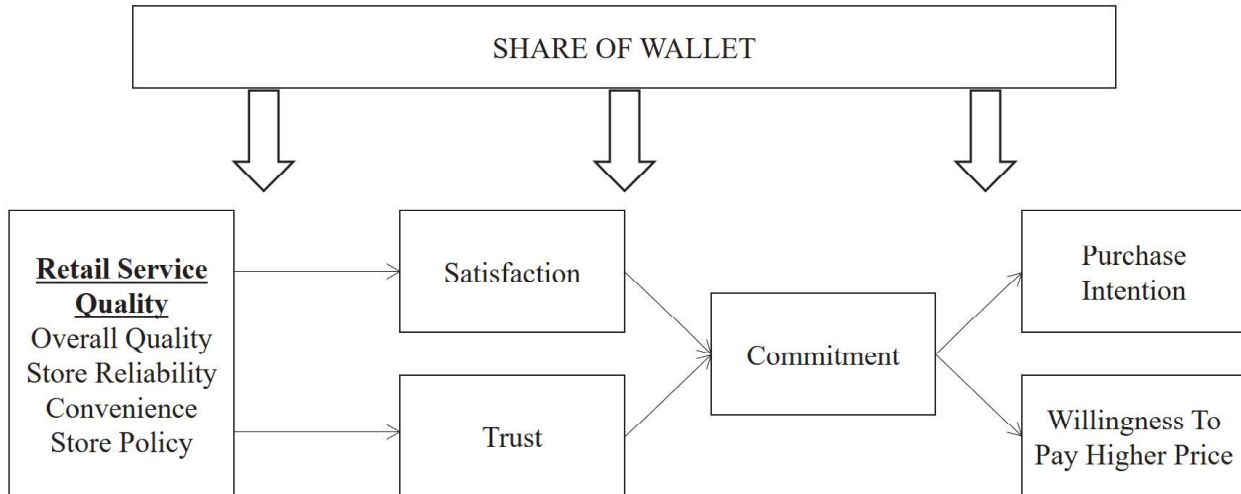 SHARE OF WALLET
Retail Service
Quality
Overall Quality
Store Reliability
Convenience
Store Policy
Satisfaction
Trust
Commitment
Purchase
Intention
Willingness To
Pay Higher Price